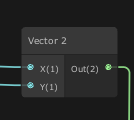 Vector 2
X(1) Out(2)
Y(1)